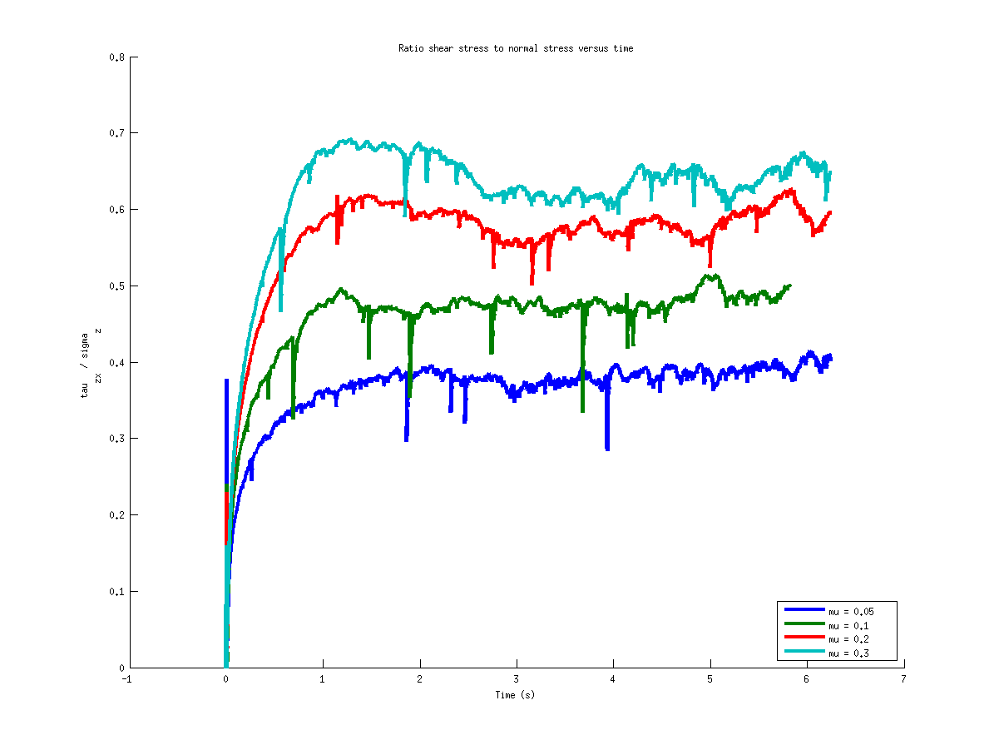 Ratio shear stress to normal stress versus time
0.8
0.7
0.6
0.5
0.4
0.3
0.2
0.1
0
tau zx / sigma z
-1
0
1
2
3
4
5
6
7
Time (s)
mu = 0.05
mu = 0.1
mu = 0.2
mu = 0.3